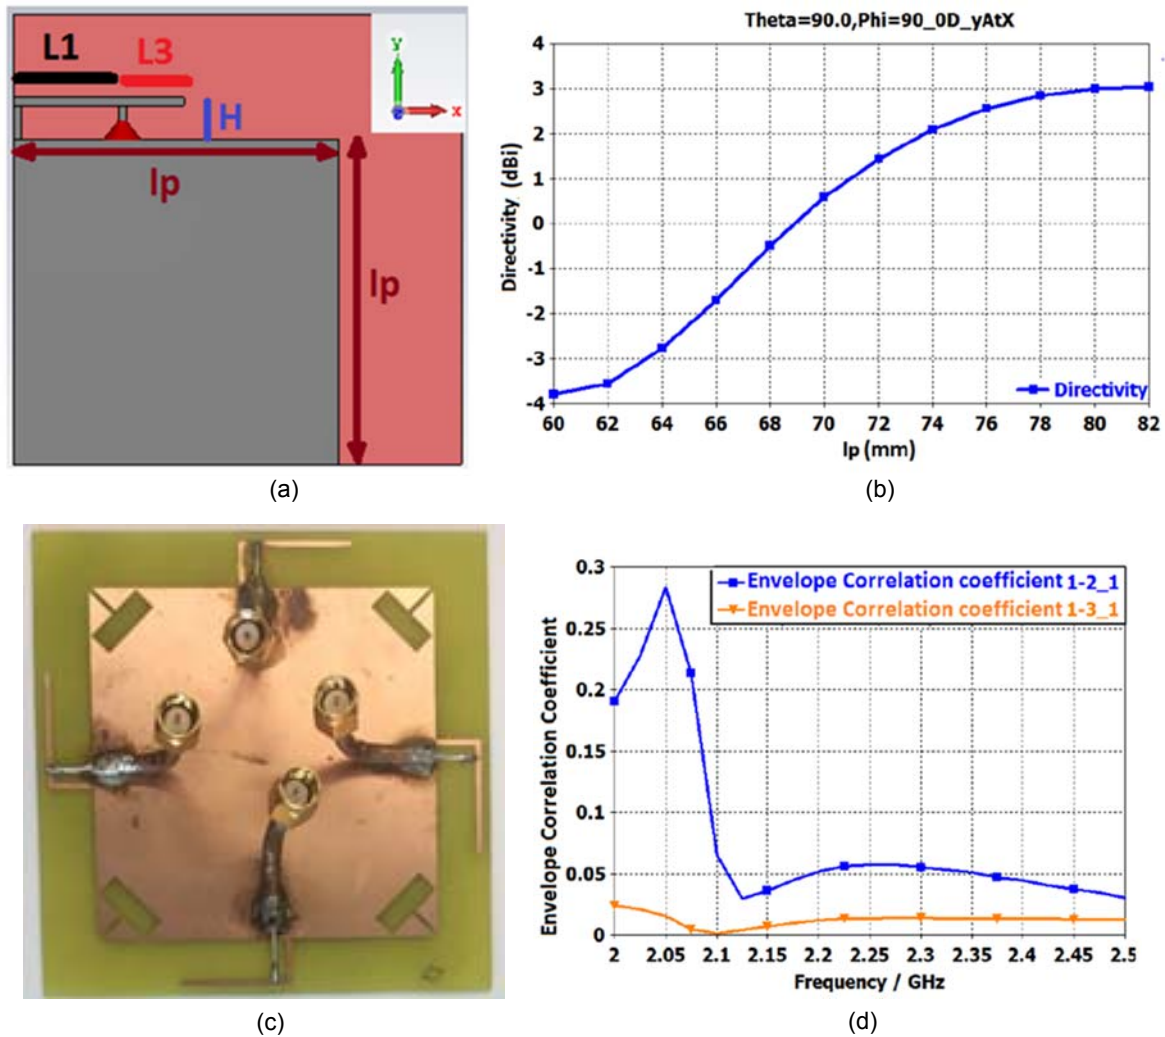 L1
L3
H
lp
lp
Y
x
(a)
Theta=90.0,Phi=90_0D_yAtX
Directivity (dBi)
4
3
2
1
0
-1
-2
-3
-4
Directivity
60 62 64 66 68 70 72 74 76 78 80 82
lp (mm)
(b)
(c)
Envelope Correlation Coefficient
0.3
0.25
0.2
0.15
0.1
0.05
0
Envelope Correlation coefficient 1-2_1
Envelope Correlation coefficient 1-3_1
2 2.05 2.1 2.15 2.2 2.25 2.3 2.35 2.4 2.45 2.5
Frequency / GHz
(d)